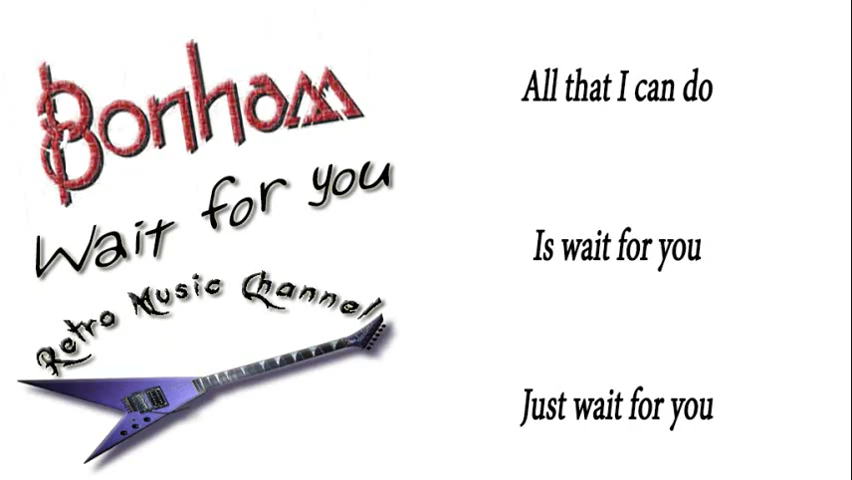 Bonham
Wait for you
Retro Music Channel
All that I can do
Is wait for you
Just wait for you